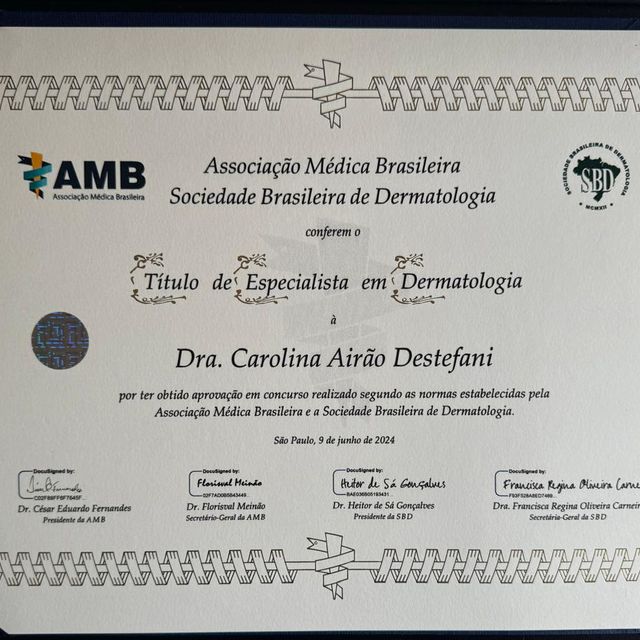 AMB
Associação Médica Brasileira
Associação Médica Brasileira
Sociedade Brasileira de Dermatologia
SOCIEDADE BRASILEIRA DE DERMATOLOGIA
SBD
MCMXII
conferem o
Título de Especialista em Dermatologia
à
Dra. Carolina Airão Destefani
por ter obtido aprovação em concurso realizado segundo as normas estabelecidas pela
Associação Médica Brasileira e a Sociedade Brasileira de Dermatologia.
São Paulo, 9 de junho de 2024
DocuSigned by:
Dr. César Eduardo Fernandes
Presidente da AMB
DocuSigned by:
Florisval Meinão
Dr. Florisval Meinão
Secretário-Geral da AMB
DocuSigned by:
Heitor de Sá Gonçalves
Dr. Heitor de Sá Gonçalves
Presidente da SBD
DocuSigned by:
Francisca Regina Oliveira Carne
Dra. Francisca Regina Oliveira Carneir
Secretária-Geral da SBD